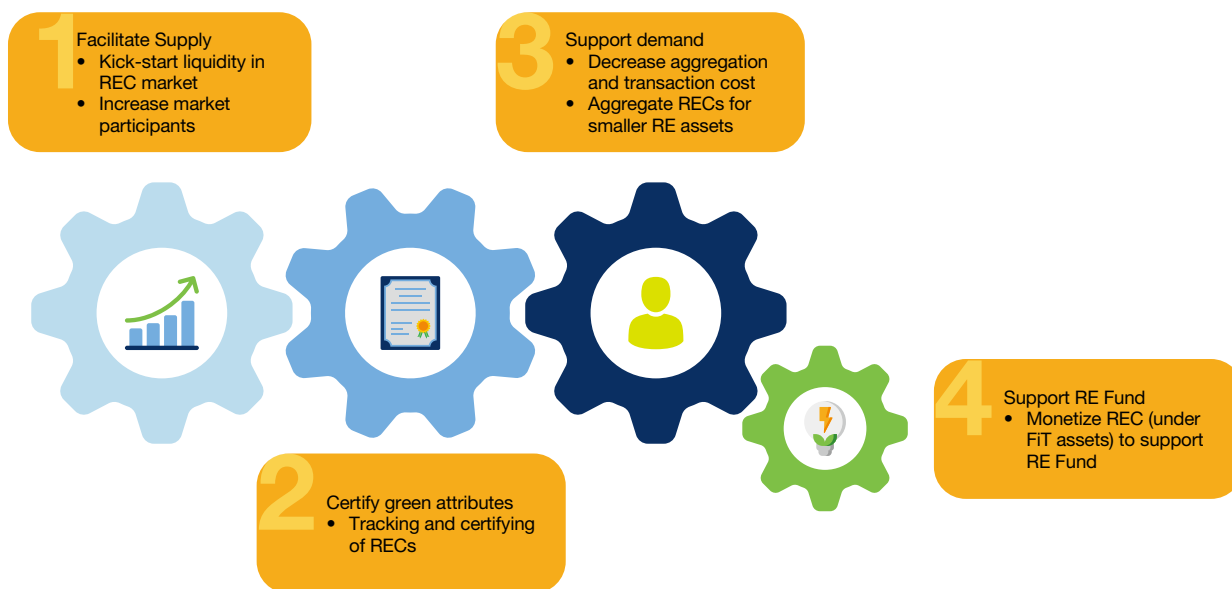 1
Facilitate Supply
• Kick-start liquidity in
REC market
• Increase market
participants
2
Certify green attributes
• Tracking and certifying
of RECs
3
Support demand
• Decrease aggregation
and transaction cost
• Aggregate RECs for
smaller RE assets
4
Support RE Fund
• Monetize REC (under
FiT assets) to support
RE Fund